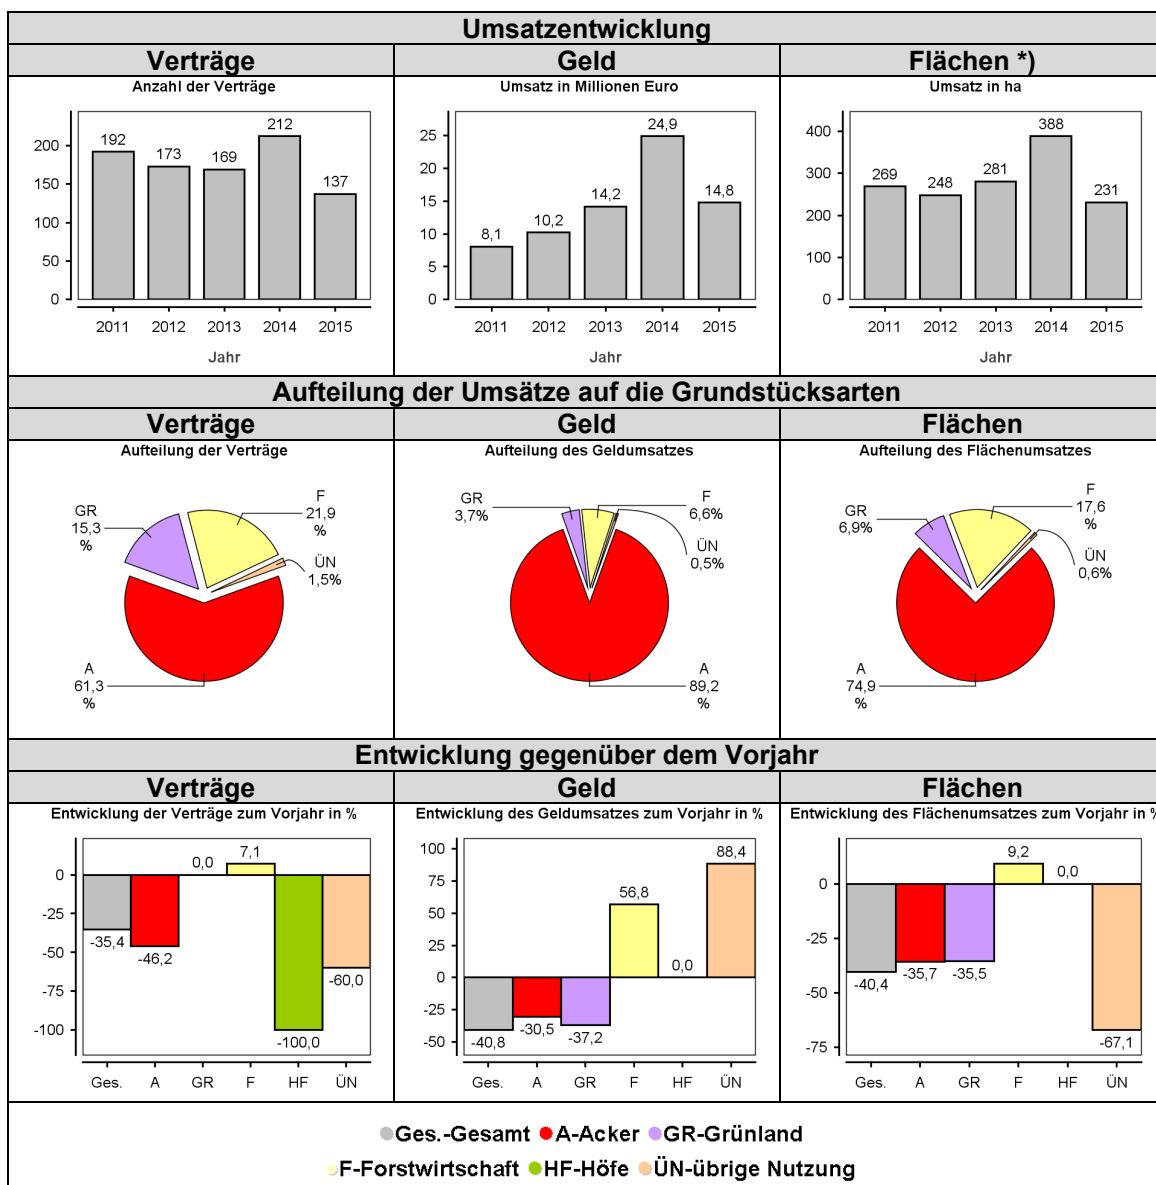 Umsatzentwicklung
Verträge Geld Flächen *)
Anzahl der Verträge
200
150
100
50
0
192 173 169 212 137
2011 2012 2013 2014 2015
Jahr
Umsatz in Millionen Euro
25
20
15
10
5
0
8,1 10,2 14,2 24,9 14,8
2011 2012 2013 2014 2015
Jahr
Umsatz in ha
400
300
200
100
0
269 248 281 388 231
2011 2012 2013 2014 2015
Jahr
Aufteilung der Umsätze auf die Grundstücksarten
Verträge Geld Flächen
Aufteilung der Verträge
GR
15,3
%
F
21,9
%
ÜN
1,5%
A
61,3
%
Aufteilung des Geldumsatzes
GR
3,7%
F
6,6%
ÜN
0,5%
A
89,2
%
Aufteilung des Flächenumsatzes
GR
6,9%
F
17,6
%
ÜN
0,6%
A
74,9
%
Entwicklung gegenüber dem Vorjahr
Verträge Geld Flächen
Entwicklung der Verträge zum Vorjahr in %
0
-25
-50
-75
-100
-35,4 -46,2 0,0 7,1 -100,0 -60,0
Ges. A GR F HF ÜN
Entwicklung des Geldumsatzes zum Vorjahr in %
100
75
50
25
0
-25
-50
-40,8 -30,5 -37,2 56,8 0,0 88,4
Ges. A GR F HF ÜN
Entwicklung des Flächenumsatzes zum Vorjahr in %
0
-25
-50
-75
-40,4 -35,7 -35,5 9,2 0,0 -67,1
Ges. A GR F HF ÜN
Ges.-Gesamt A-Acker GR-Grünland
F-Forstwirtschaft HF-Höfe ÜN-übrige Nutzung